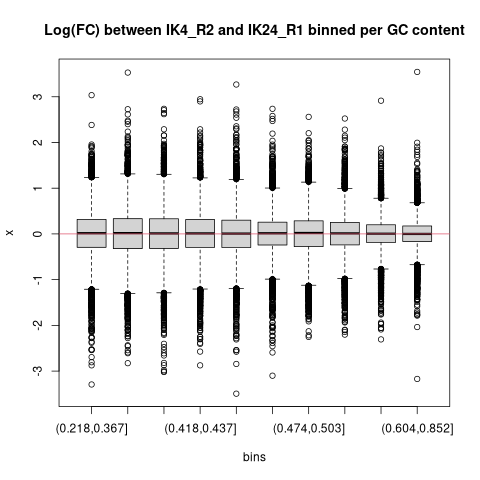 Log(FC) between IK4_R2 and IK24_R1 binned per GC content
x
3
2
1
0
-1
-2
-3
(0.218,0.367] (0.418,0.437] (0.474,0.503] (0.604,0.852]
bins